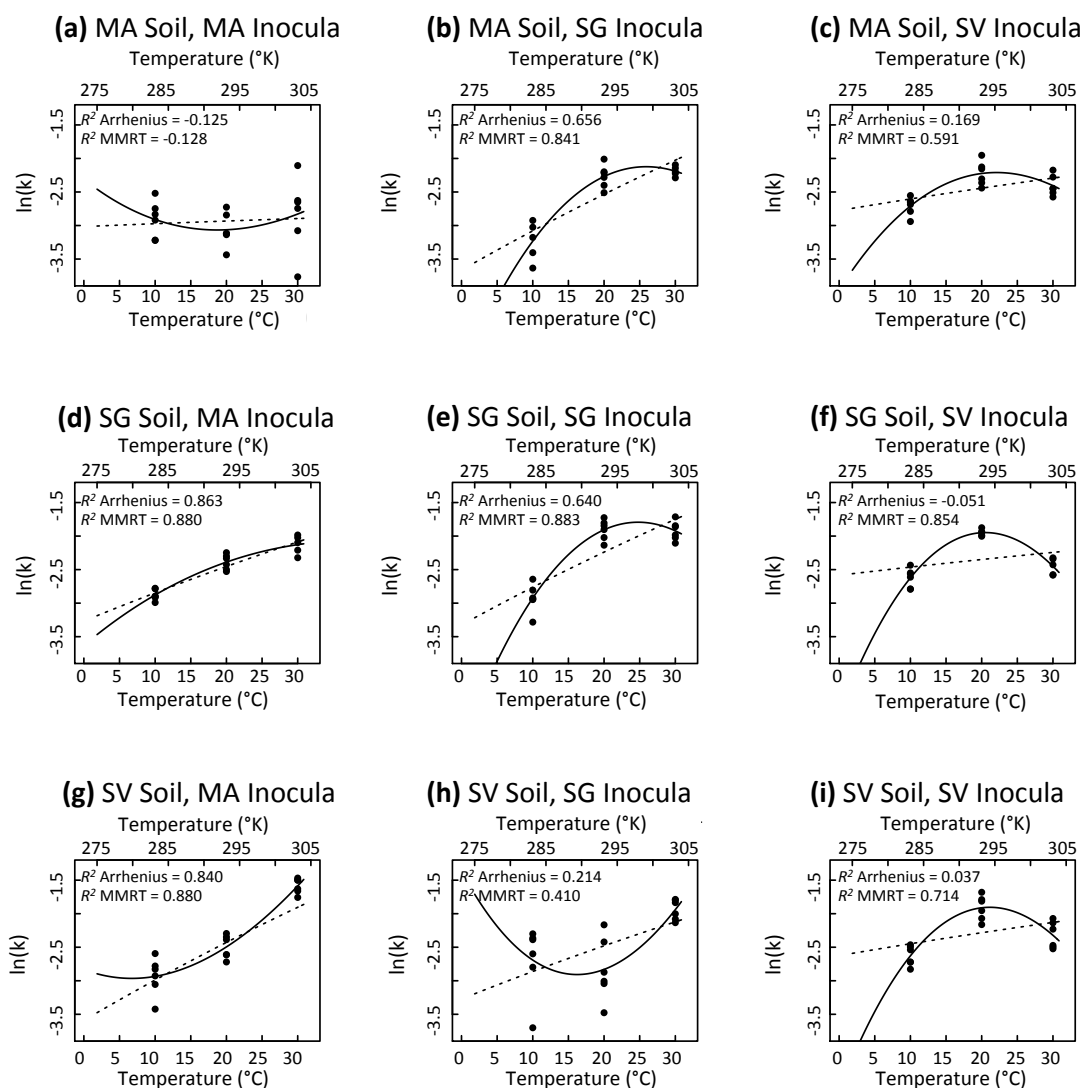 (a) MA Soil, MA Inocula
Temperature (°K)
275 285 295 305
R² Arrhenius = -0.125
R² MMRT = -0.128
ln(k)
-1.5
2.5
-3.5
0 5 10 15 20 25 30
Temperature (°C)
(b) MA Soil, SG Inocula
Temperature (°K)
275 285 295 305
R² Arrhenius = 0.656
R² MMRT = 0.841
ln(k)
-1.5
2.5
-3.5
0 5 10 15 20 25 30
Temperature (°C)
(c) MA Soil, SV Inocula
Temperature (°K)
275 285 295 305
R² Arrhenius = 0.169
R² MMRT = 0.591
ln(k)
-1.5
2.5
-3.5
0 5 10 15 20 25 30
Temperature (°C)
(d) SG Soil, MA Inocula
Temperature (°K)
275 285 295 305
R² Arrhenius = 0.863
R² MMRT = 0.880
ln(k)
-1.5
-2.5
-3.5
0 5 10 15 20 25 30
Temperature (°C)
(e) SG Soil, SG Inocula
Temperature (°K)
275 285 295 305
R² Arrhenius = 0.640
R² MMRT = 0.883
ln(k)
-1.5
-2.5
-3.5
0 5 10 15 20 25 30
Temperature (°C)
(f) SG Soil, SV Inocula
Temperature (°K)
275 285 295 305
R² Arrhenius = -0.051
R² MMRT = 0.854
ln(k)
-1.5
-2.5
-3.5
0 5 10 15 20 25 30
Temperature (°C)
(g) SV Soil, MA Inocula
Temperature (°K)
275 285 295 305
R² Arrhenius = 0.840
R² MMRT = 0.880
ln(k)
-1.5
-2.5
-3.5
0 5 10 15 20 25 30
Temperature (°C)
(h) SV Soil, SG Inocula
Temperature (°K)
275 285 295 305
R² Arrhenius = 0.214
R² MMRT = 0.410
ln(k)
-1.5
-2.5
-3.5
0 5 10 15 20 25 30
Temperature (°C)
(i) SV Soil, SV Inocula
Temperature (°K)
275 285 295 305
R² Arrhenius = 0.037
R² MMRT = 0.714
ln(k)
-1.5
-2.5
-3.5
0 5 10 15 20 25 30
Temperature (°C)